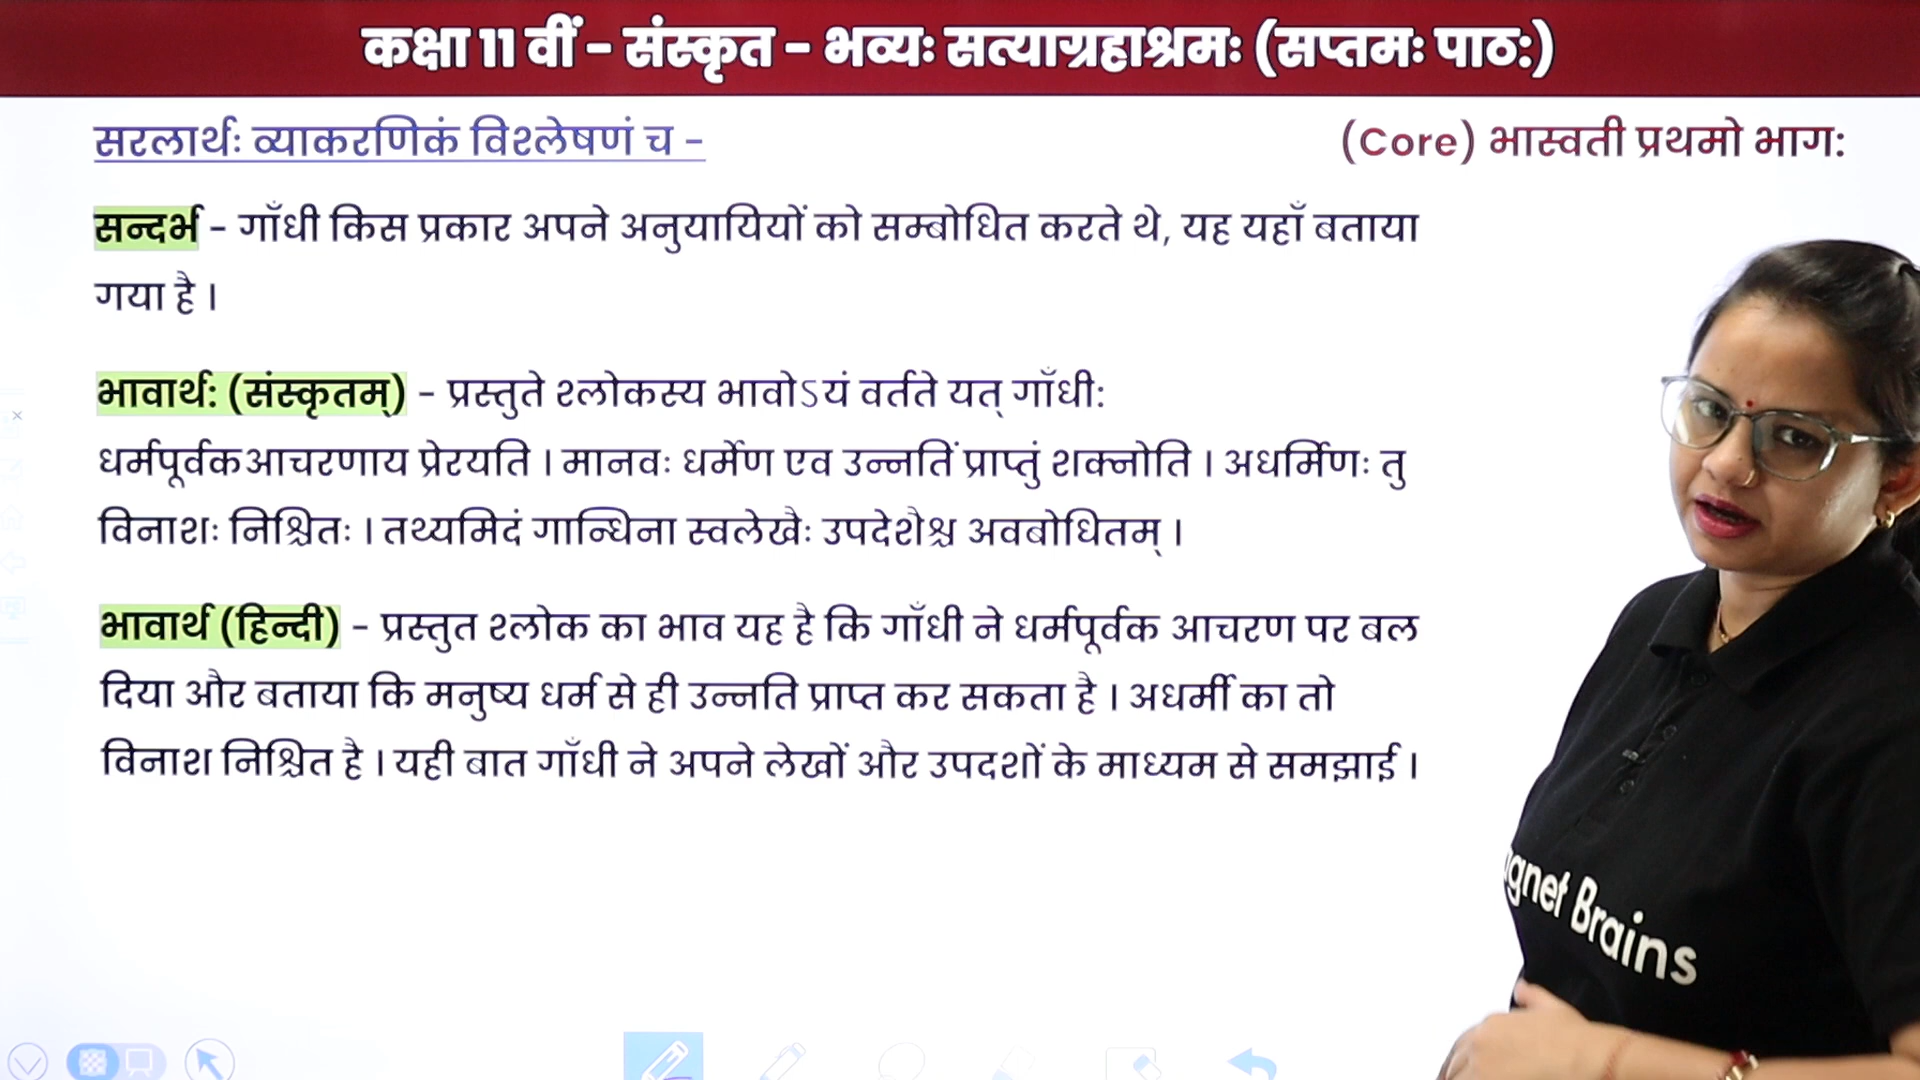 कक्षा 11 वीं - संस्कृत - भव्यः सत्याग्रहाश्रमः (सप्तमः पाठः)
सरलार्थः व्याकरणिकं विश्लेषणं च -
(Core) भास्वती प्रथमो भागः
सन्दर्भ - गाँधी किस प्रकार अपने अनुयायियों को सम्बोधित करते थे, यह यहाँ बताया
गया है ।
भावार्थः (संस्कृतम्) - प्रस्तुते श्लोकस्य भावोऽयं वर्तते यत् गाँधीः
धर्मपूर्वकआचरणाय प्रेरयति । मानवः धर्मेण एव उन्नतिं प्राप्तुं शक्नोति । अधर्मिणः तु
विनाशः निश्चितः । तथ्यमिदं गान्धिना स्वलेखैः उपदेशेश्च अवबोधितम् ।
भावार्थ (हिन्दी) - प्रस्तुत श्लोक का भाव यह है कि गाँधी ने धर्मपूर्वक आचरण पर बल
दिया और बताया कि मनुष्य धर्म से ही उन्नति प्राप्त कर सकता है । अधर्मी का तो
विनाश निश्चित है । यही बात गाँधी ने अपने लेखों और उपदशों के माध्यम से समझाई ।
gnet Brains